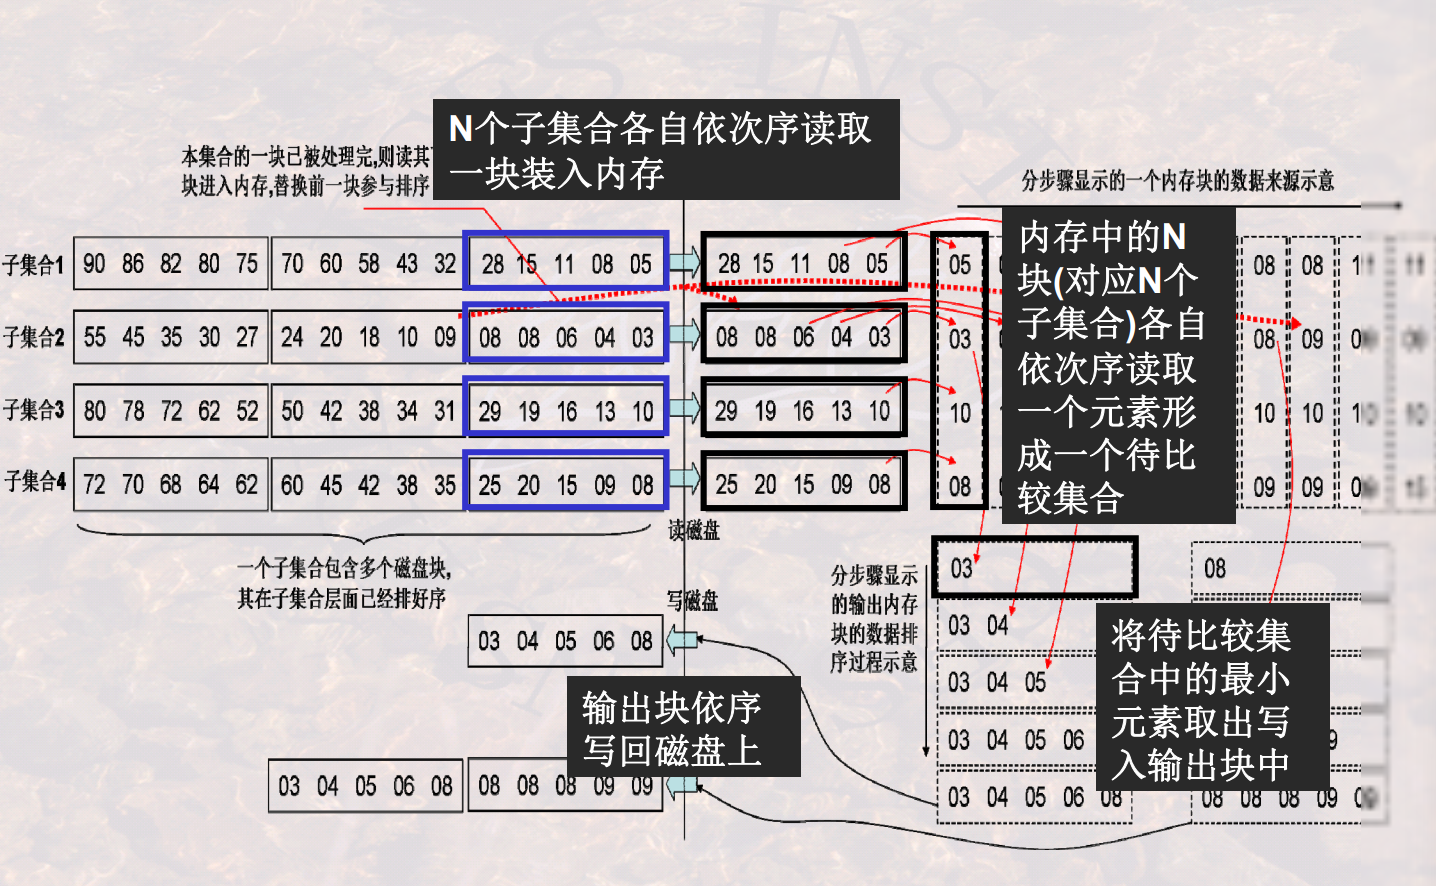 N个子集合各自依次序读取
一块装入内存
本集合的一块已被处理完,则读其
块进入内存,替换前一块参与排序
分步骤显示的一个内存块的数据来源示意
子集合1
90 86 82 80 75
70 60 58 43 32
28 15 11 08 05
28 15 11 08 05
子集合2
55 45 35 30 27
24 20 18 10 09
08 08 06 04 03
08 08 06 04 03
子集合3
80 78 72 62 52
50 42 38 34 31
29 19 16 13 10
29 19 16 13 10
子集合4
72 70 68 64 62
60 45 42 38 35
25 20 15 09 08
25 20 15 09 08
05
03
10
08
内存中的N
块(对应N个
子集合)各自
依次序读取
一个元素形
成一个待比
较集合
08 08
08 09
10 10
09 09
读磁盘
一个子集合包含多个磁盘块,
其在子集合层面已经排好序
写磁盘
03 04 05 06 08
分步骤显示
的输出内存
块的数据排
序过程示意
03
03 04
03 04 05
03 04 05 06
03 04 05 06 08
08
将待比较集
合中的最小
元素取出写
入输出块中
08 08 08 09
输出块依序
写回磁盘上
03 04 05 06 08
08 08 08 09 09